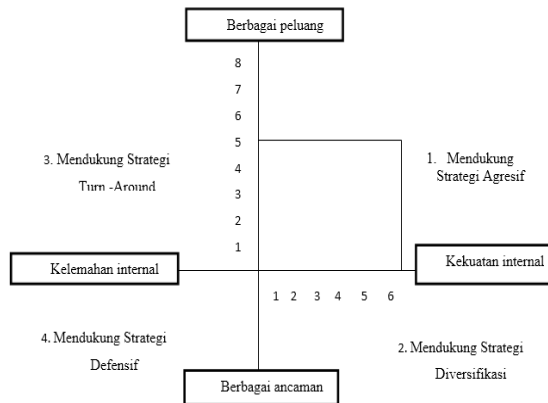 Berbagai peluang
8
7
6
5
4
3
2
1
3. Mendukung Strategi
Turn -Around
1. Mendukung
Strategi Agresif
Kelemahan internal
Kekuatan internal
1 2 3 4 5 6
4. Mendukung Strategi
Defensif
2. Mendukung Strategi
Diversifikasi
Berbagai ancaman